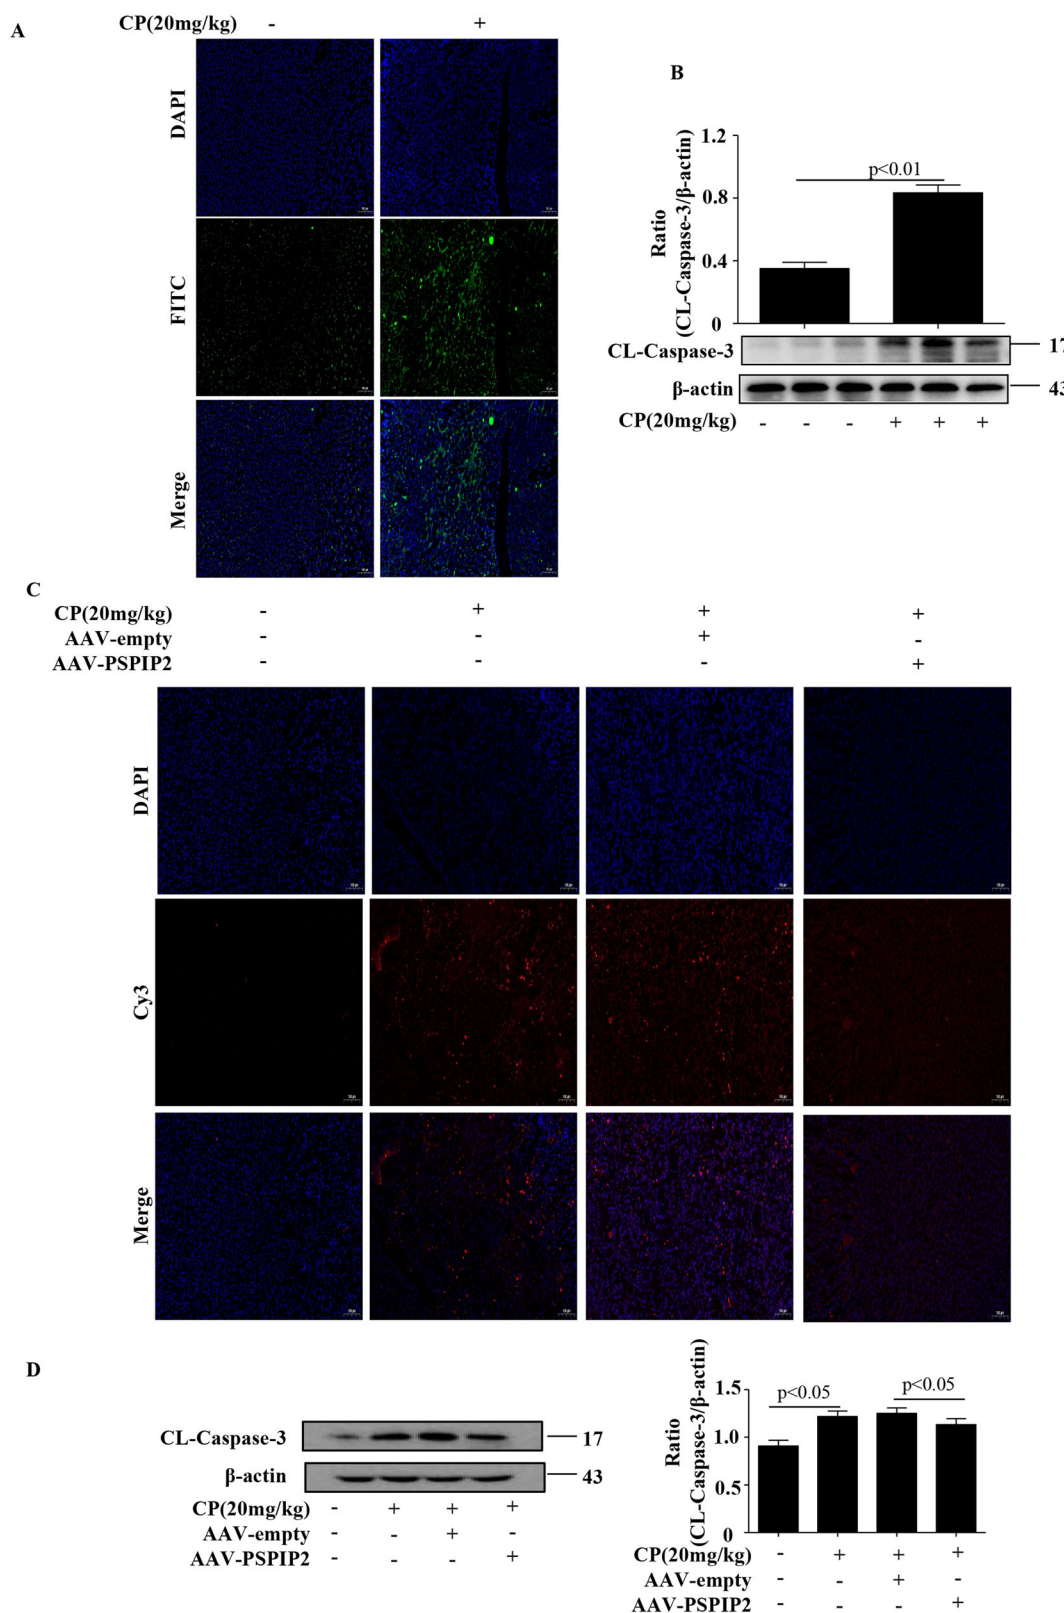 A
CP(20mg/kg) - +
DAPI
FITC
Merge
B
Ratio
(CL-Caspase-3/β-actin)
1.2
0.8
0.4
0
p<0.01
CL-Caspase-3 17
β-actin 43
CP(20mg/kg) - - - + + +
C
CP(20mg/kg) - + + +
AAV-empty - - + -
AAV-PSPIP2 - - - +
DAPI
Cy3
Merge
D
CL-Caspase-3 17
β-actin 43
CP(20mg/kg) - + + +
AAV-empty - - + -
AAV-PSPIP2 - - - +
Ratio
(CL-Caspase-3/β-actin)
1.5
1.0
0.5
0
p<0.05 p<0.05
CP(20mg/kg) - + + +
AAV-empty - - + -
AAV-PSPIP2 - - - +